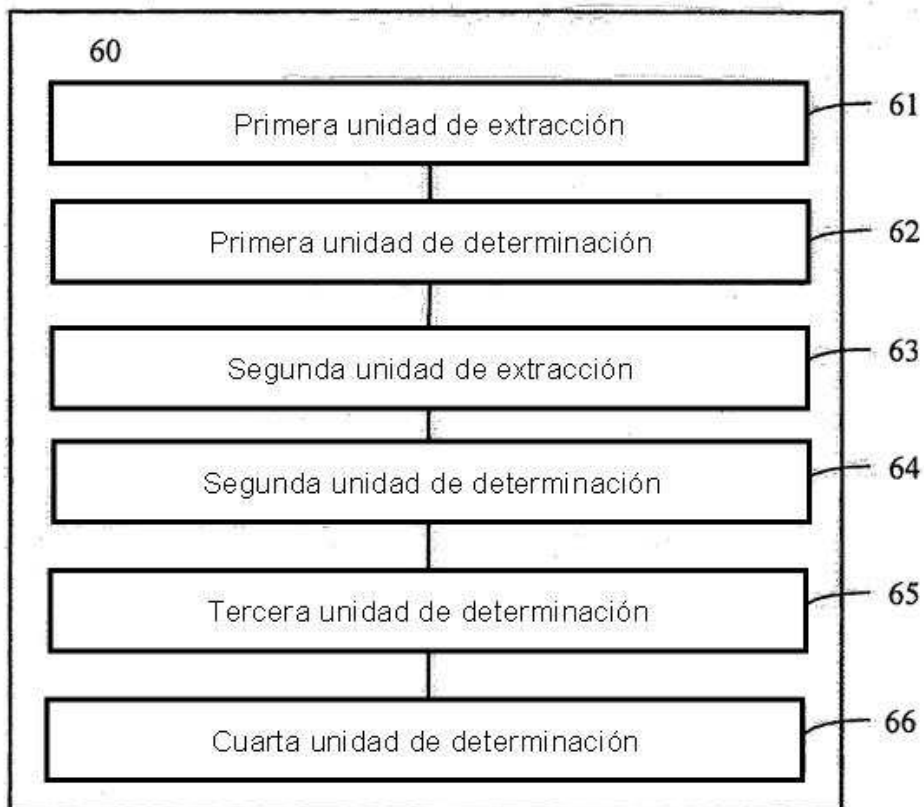 60
Primera unidad de extracción
61
Primera unidad de determinación
62
Segunda unidad de extracción
63
Segunda unidad de determinación
64
Tercera unidad de determinación
65
Cuarta unidad de determinación
66